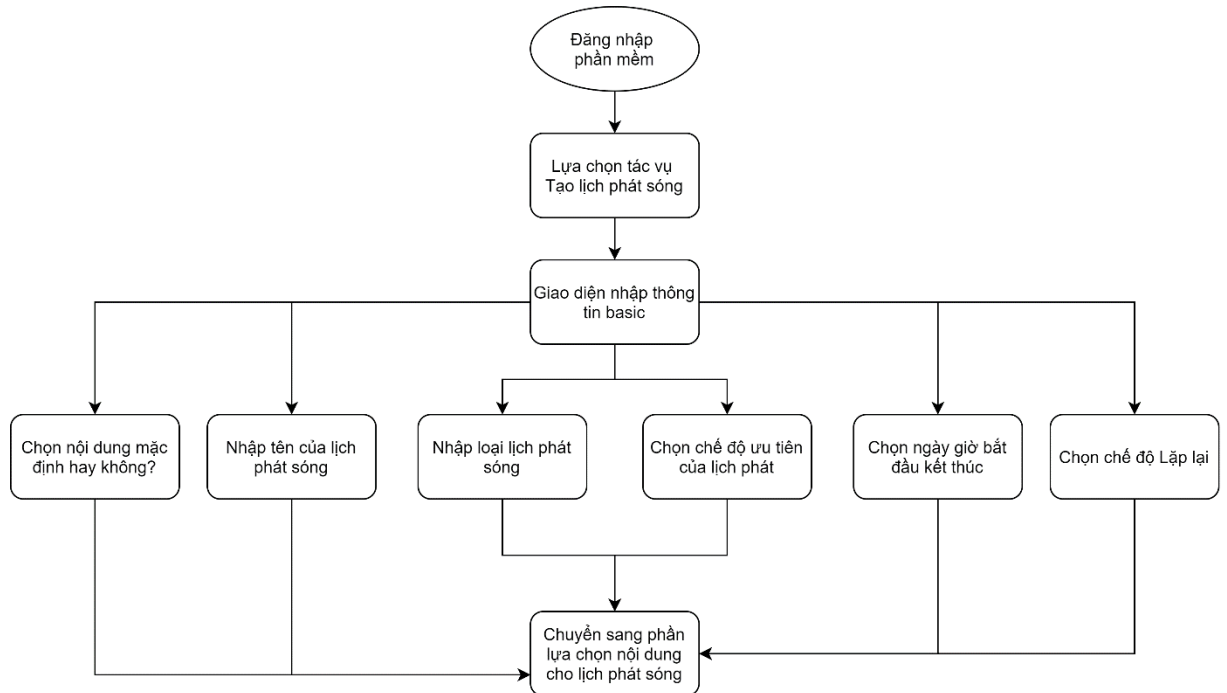 Đăng nhập
phần mềm
Lựa chọn tác vụ
Tạo lịch phát sóng
Giao diện nhập thông
tin basic
Chọn nội dung mặc
định hay không?
Nhập tên của lịch
phát sóng
Nhập loại lịch phát
sóng
Chọn chế độ ưu tiên
của lịch phát
Chọn ngày giờ bắt
đầu kết thúc
Chọn chế độ Lặp lại
Chuyển sang phần
lựa chọn nội dung
cho lịch phát sóng